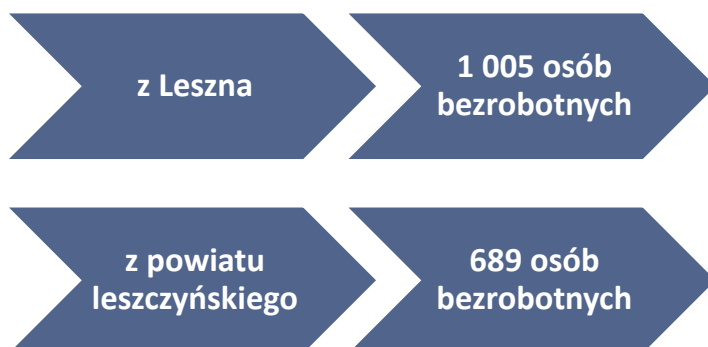 z Leszna
1 005 osób
bezrobotnych
z powiatu
leszczyńskiego
689 osób
bezrobotnych